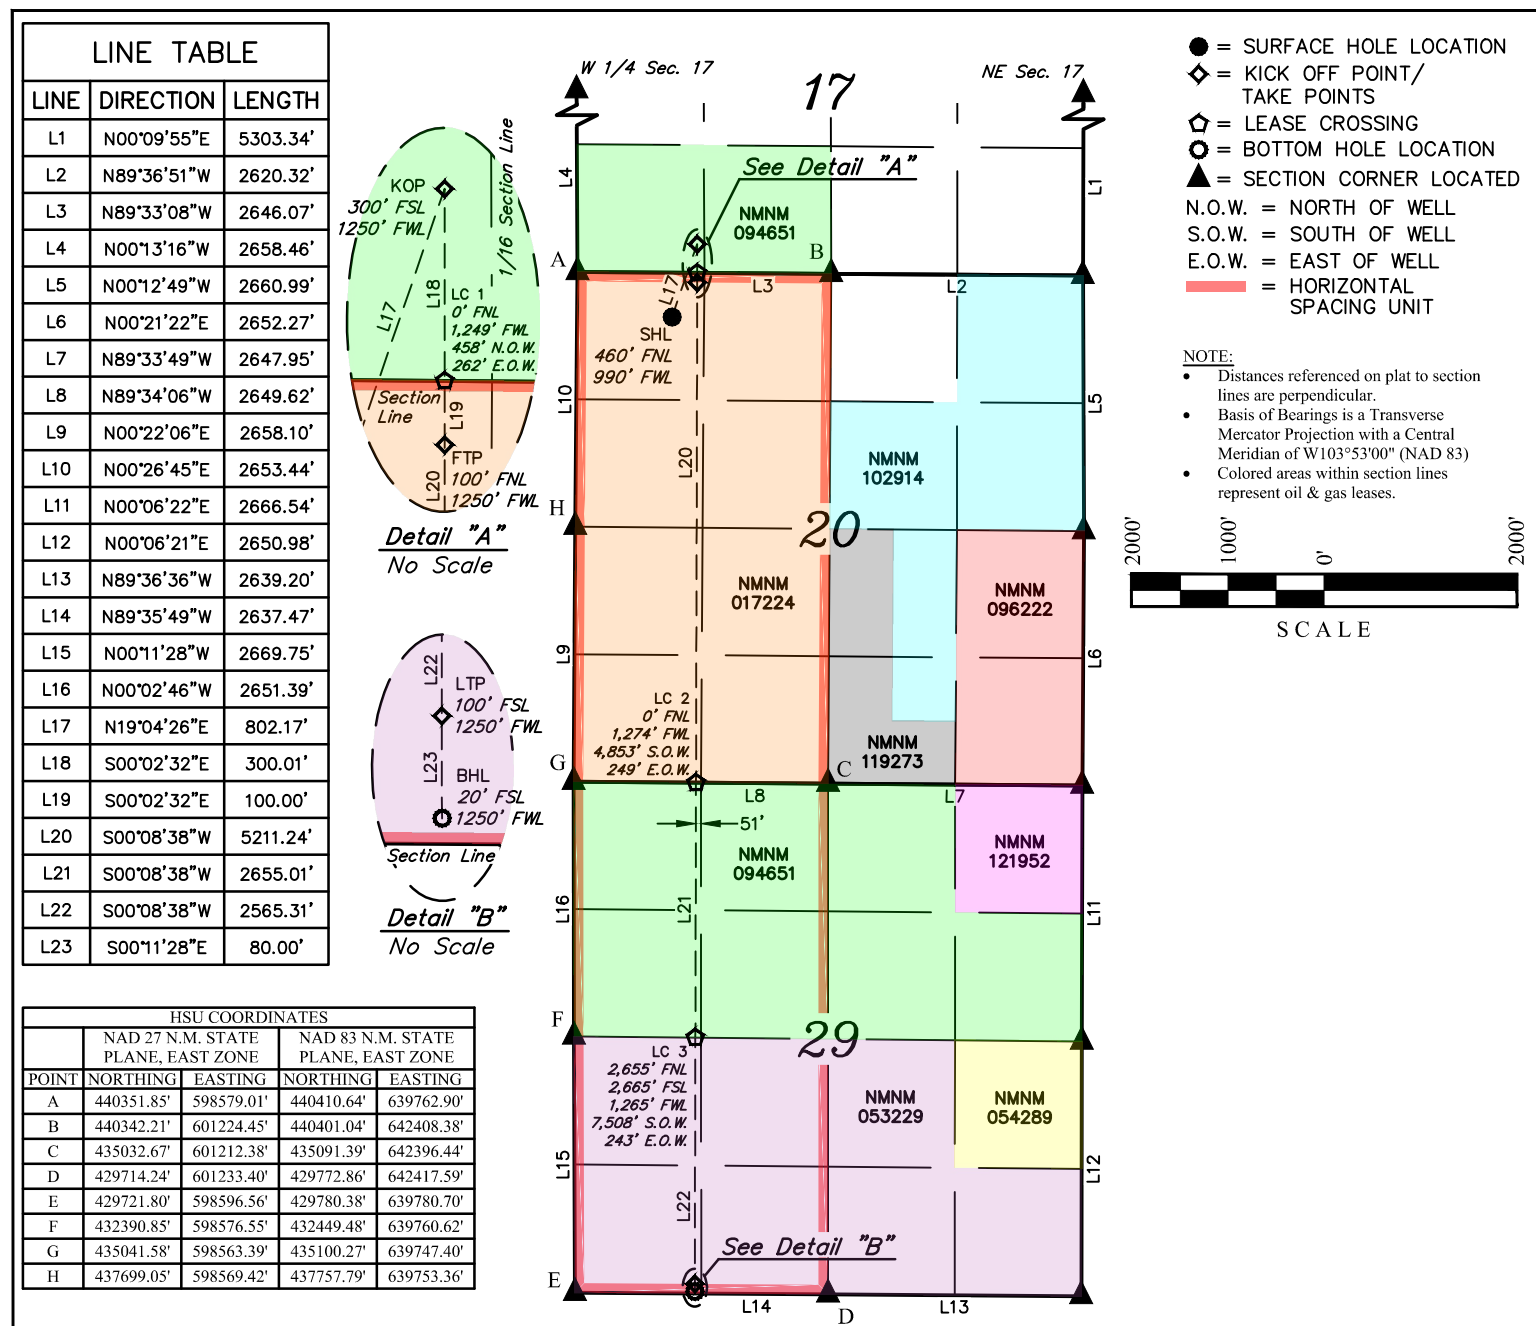 LINE TABLE
LINE DIRECTION LENGTH
L1 N00°09'55"E 5303.34'
L2 N89°36'51"W 2620.32'
L3 N89°33'08"W 2646.07'
L4 N00°13'16"W 2658.46'
L5 N00°12'49"W 2660.99'
L6 N00°21'22"E 2652.27'
L7 N89°33'49"W 2647.95'
L8 N89°34'06"W 2649.62'
L9 N00°22'06"E 2658.10'
L10 N00°26'45"E 2653.44'
L11 N00°06'22"E 2666.54'
L12 N00°06'21"E 2650.98'
L13 N89°36'36"W 2639.20'
L14 N89°35'49"W 2637.47'
L15 N00°11'28"W 2669.75'
L16 N00°02'46"W 2651.39'
L17 N19°04'26"E 802.17'
L18 S00°02'32"E 300.01'
L19 S00°02'32"E 100.00'
L20 S00°08'38"W 5211.24'
L21 S00°08'38"W 2655.01'
L22 S00°08'38"W 2565.31'
L23 S00°11'28"E 80.00'
HSU COORDINATES
NAD 27 N.M. STATE PLANE, EAST ZONE NAD 83 N.M. STATE PLANE, EAST ZONE
POINT NORTHING EASTING NORTHING EASTING
A 440351.85' 598579.01' 440410.64' 639762.90'
B 440342.21' 601224.45' 440401.04' 642408.38'
C 435032.67' 601212.38' 435091.39' 642396.44'
D 429714.24' 601233.40' 429772.86' 642417.59'
E 429721.80' 598596.56' 429780.38' 639780.70'
F 432390.85' 598576.55' 432449.48' 639760.62'
G 435041.58' 598563.39' 435100.27' 639747.40'
H 437699.05' 598569.42' 437757.79' 639753.36'
KOP
300' FSL
1250' FWL
1/16 Section Line
L17
L18
LC 1
0' FNL
1,249' FWL
458' N.O.W.
262' E.O.W.
Section
Line
L19
FTP
100' FNL
1250' FWL
L20
Detail "A"
No Scale
L22
LTP
100' FSL
1250' FWL
L23
BHL
20' FSL
1250' FWL
Section Line
Detail "B"
No Scale
W 1/4 Sec. 17
17
NE Sec. 17
L4
See Detail "A"
L1
NMNM
094651
A
B
L17
L3
L2
SHL
460' FNL
990' FWL
L10
L5
L20
NMNM
102914
H
20
NMNM
017224
NMNM
096222
L9
L6
LC 2
0' FNL
1,274' FWL
4,853' S.O.W.
249' E.O.W.
NMNM
119273
G
C
L8
L7
51'
NMNM
094651
NMNM
121952
L16
L21
L11
F
29
LC 3
2,655' FNL
2,665' FSL
1,265' FWL
7,508' S.O.W.
243' E.O.W.
NMNM
053229
NMNM
054289
L15
L12
L22
See Detail "B"
E
L14
D
L13
= SURFACE HOLE LOCATION
= KICK OFF POINT/
TAKE POINTS
= LEASE CROSSING
= BOTTOM HOLE LOCATION
= SECTION CORNER LOCATED
N.O.W. = NORTH OF WELL
S.O.W. = SOUTH OF WELL
E.O.W. = EAST OF WELL
= HORIZONTAL
SPACING UNIT
NOTE:
• Distances referenced on plat to section
lines are perpendicular.
• Basis of Bearings is a Transverse
Mercator Projection with a Central
Meridian of W103°53'00" (NAD 83)
• Colored areas within section lines
represent oil & gas leases.
2000' 1000' 0' 2000'
SCALE